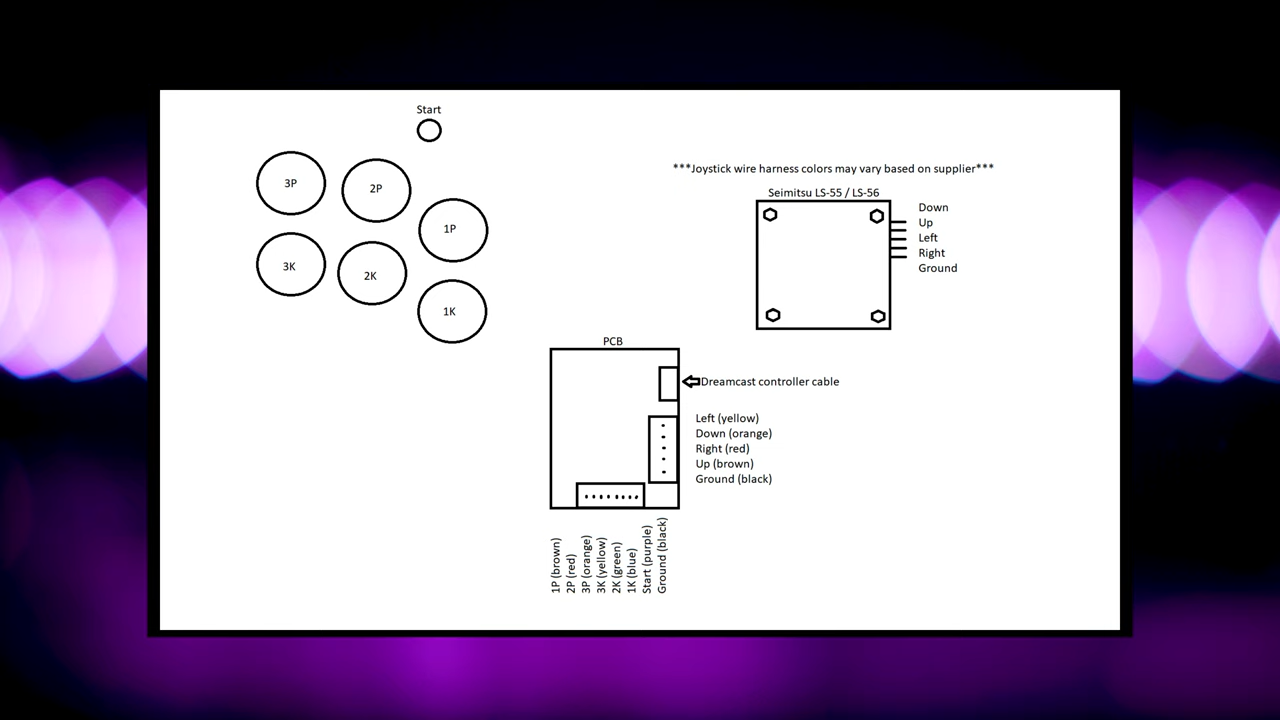 Start
3P
2P
1P
3K
2K
1K
***Joystick wire harness colors may vary based on supplier***
Seimitsu LS-55 / LS-56
Down
Up
Left
Right
Ground
PCB
Dreamcast controller cable
Left (yellow)
Down (orange)
Right (red)
Up (brown)
Ground (black)
1P (brown)
2P (red)
3P (orange)
3K (yellow)
2K (green)
1K (blue)
Start (purple)
Ground (black)